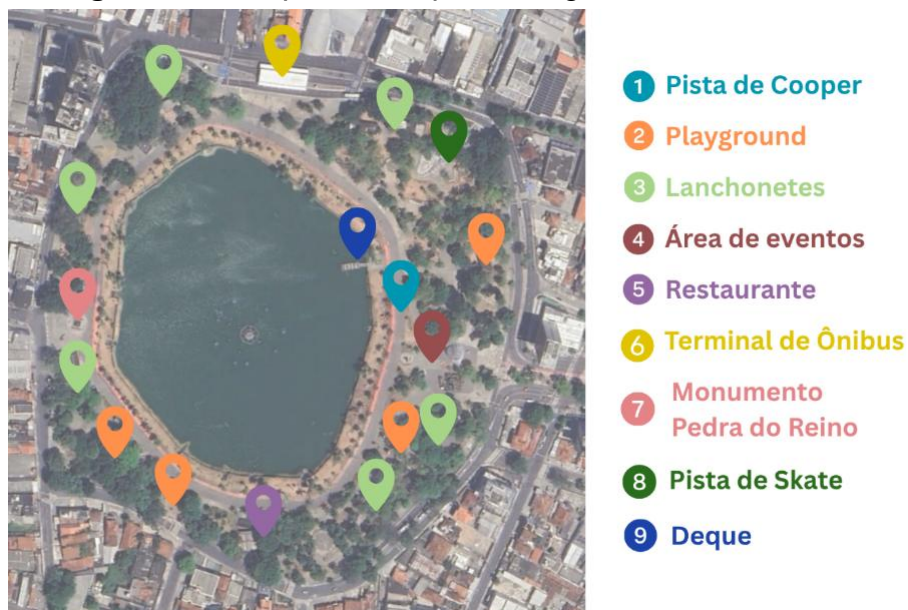 1 Pista de Cooper
2 Playground
3 Lanchonetes
4 Área de eventos
5 Restaurante
6 Terminal de Ônibus
7 Monumento
Pedra do Reino
8 Pista de Skate
9 Deque